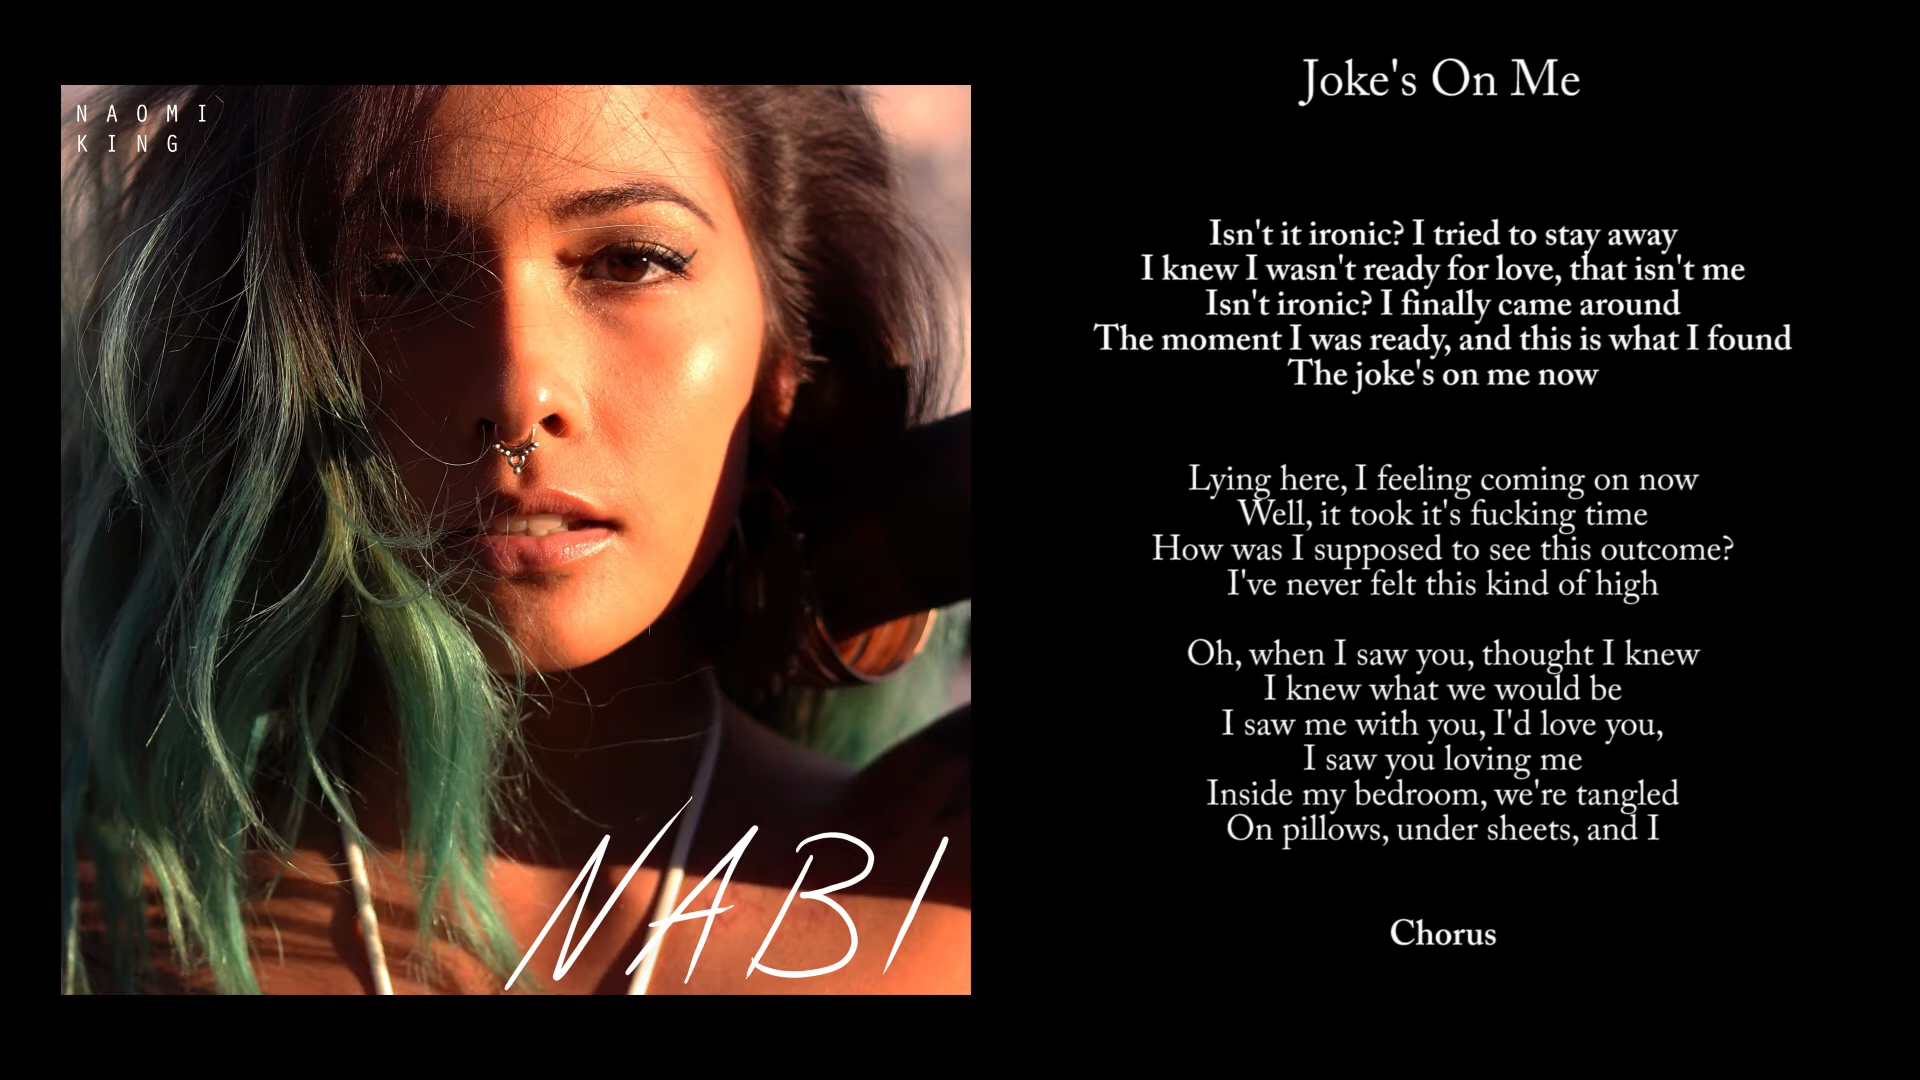 NAOMI
KING
NABI
Joke's On Me
Isn't it ironic? I tried to stay away
I knew I wasn't ready for love, that isn't me
Isn't ironic? I finally came around
The moment I was ready, and this is what I found
The joke's on me now
Lying here, I feeling coming on now
Well, it took it's fucking time
How was I supposed to see this outcome?
I've never felt this kind of high
Oh, when I saw you, thought I knew
I knew what we would be
I saw me with you, I'd love you,
I saw you loving me
Inside my bedroom, we're tangled
On pillows, under sheets, and I
Chorus